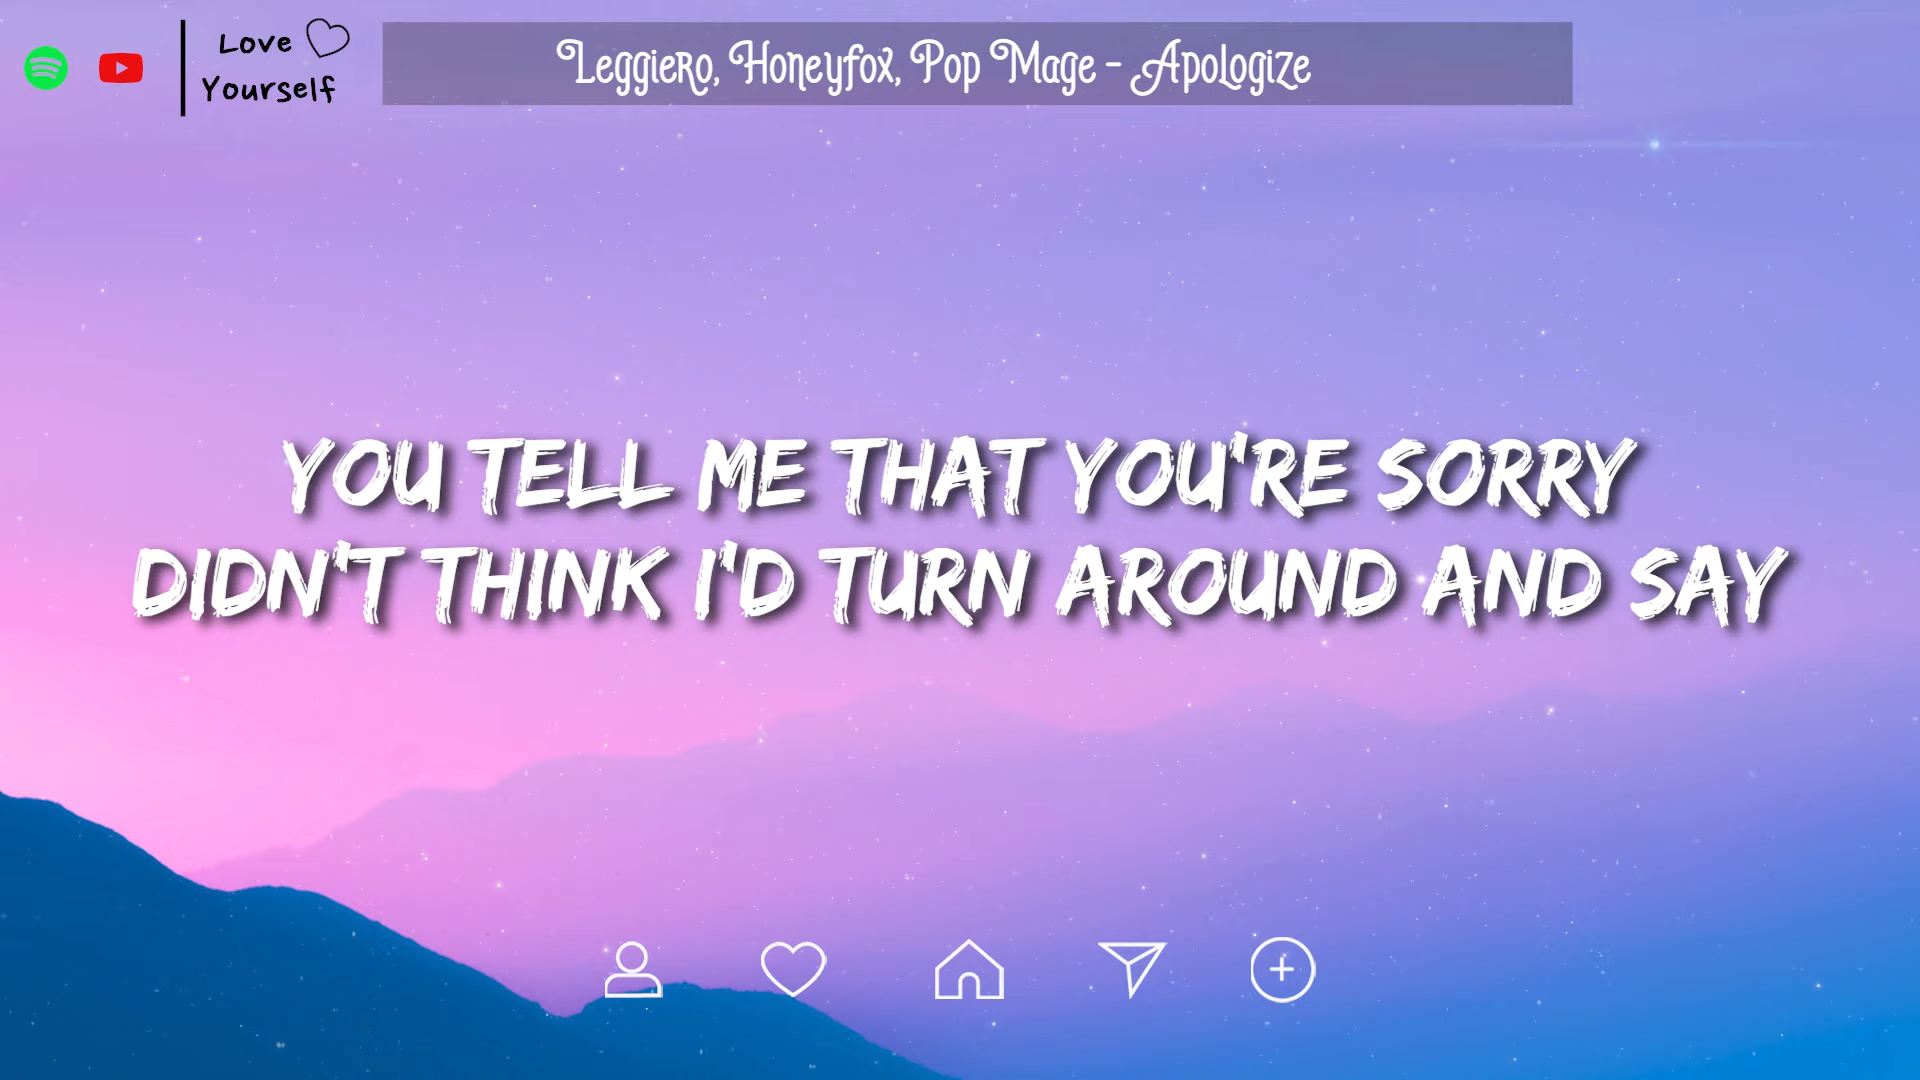 Love
Yourself
Leggiero, Honeyfox, Pop Mage - Apologize
YOU TELL ME THAT YOU'RE SORRY
DIDN'T THINK I'D TURN AROUND AND SAY